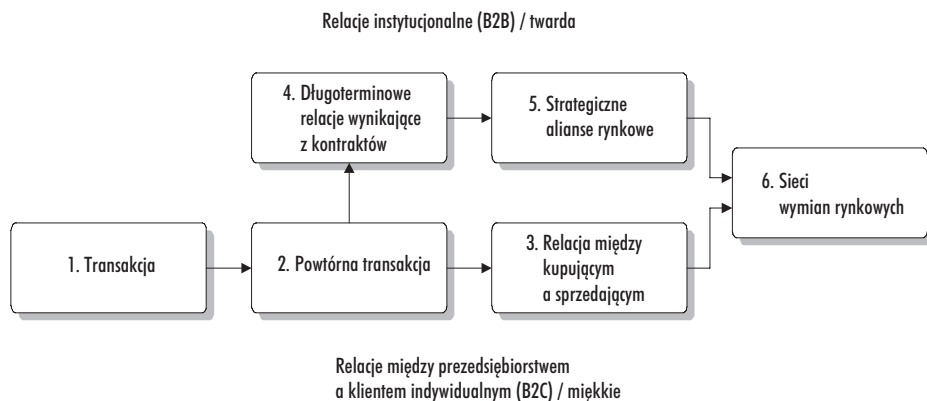 Relacje instytucjonalne (B2B) / twarda
4. Długoterminowe
relacje wynikające
z kontraktów
5. Strategiczne
alianse rynkowe
6. Sieci
wymian rynkowych
1. Transakcja
2. Powtórna transakcja
3. Relacja między
kupującym
a sprzedającym
Relacje między prezedsiębiorstwem
a klientem indywidualnym (B2C) / miękkie